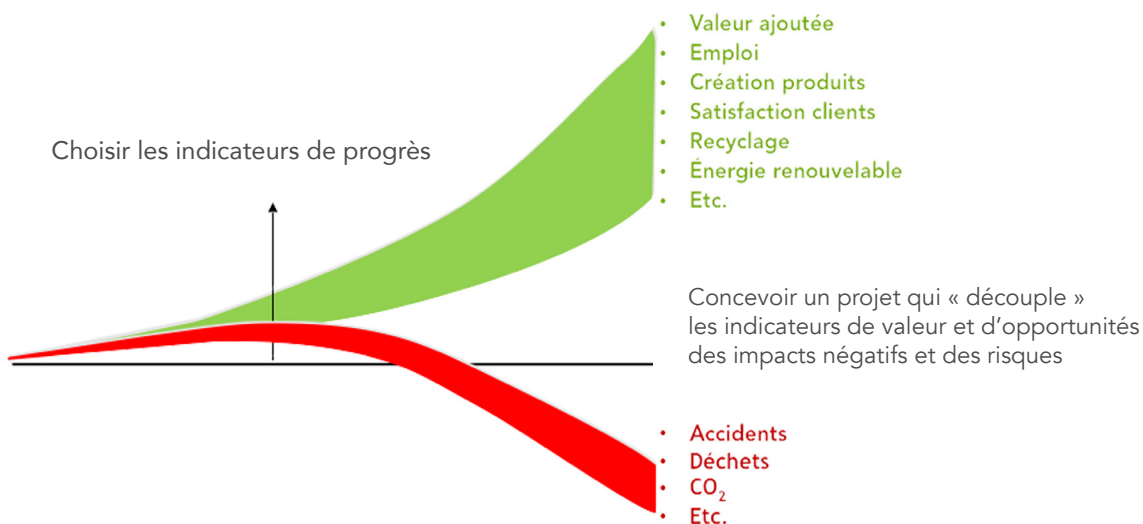 • Valeur ajoutée
• Emploi
• Création produits
• Satisfaction clients
• Recyclage
• Énergie renouvelable
• Etc.
Choisir les indicateurs de progrès
Concevoir un projet qui « découple »
les indicateurs de valeur et d’opportunités
des impacts négatifs et des risques
• Accidents
• Déchets
• CO₂
• Etc.